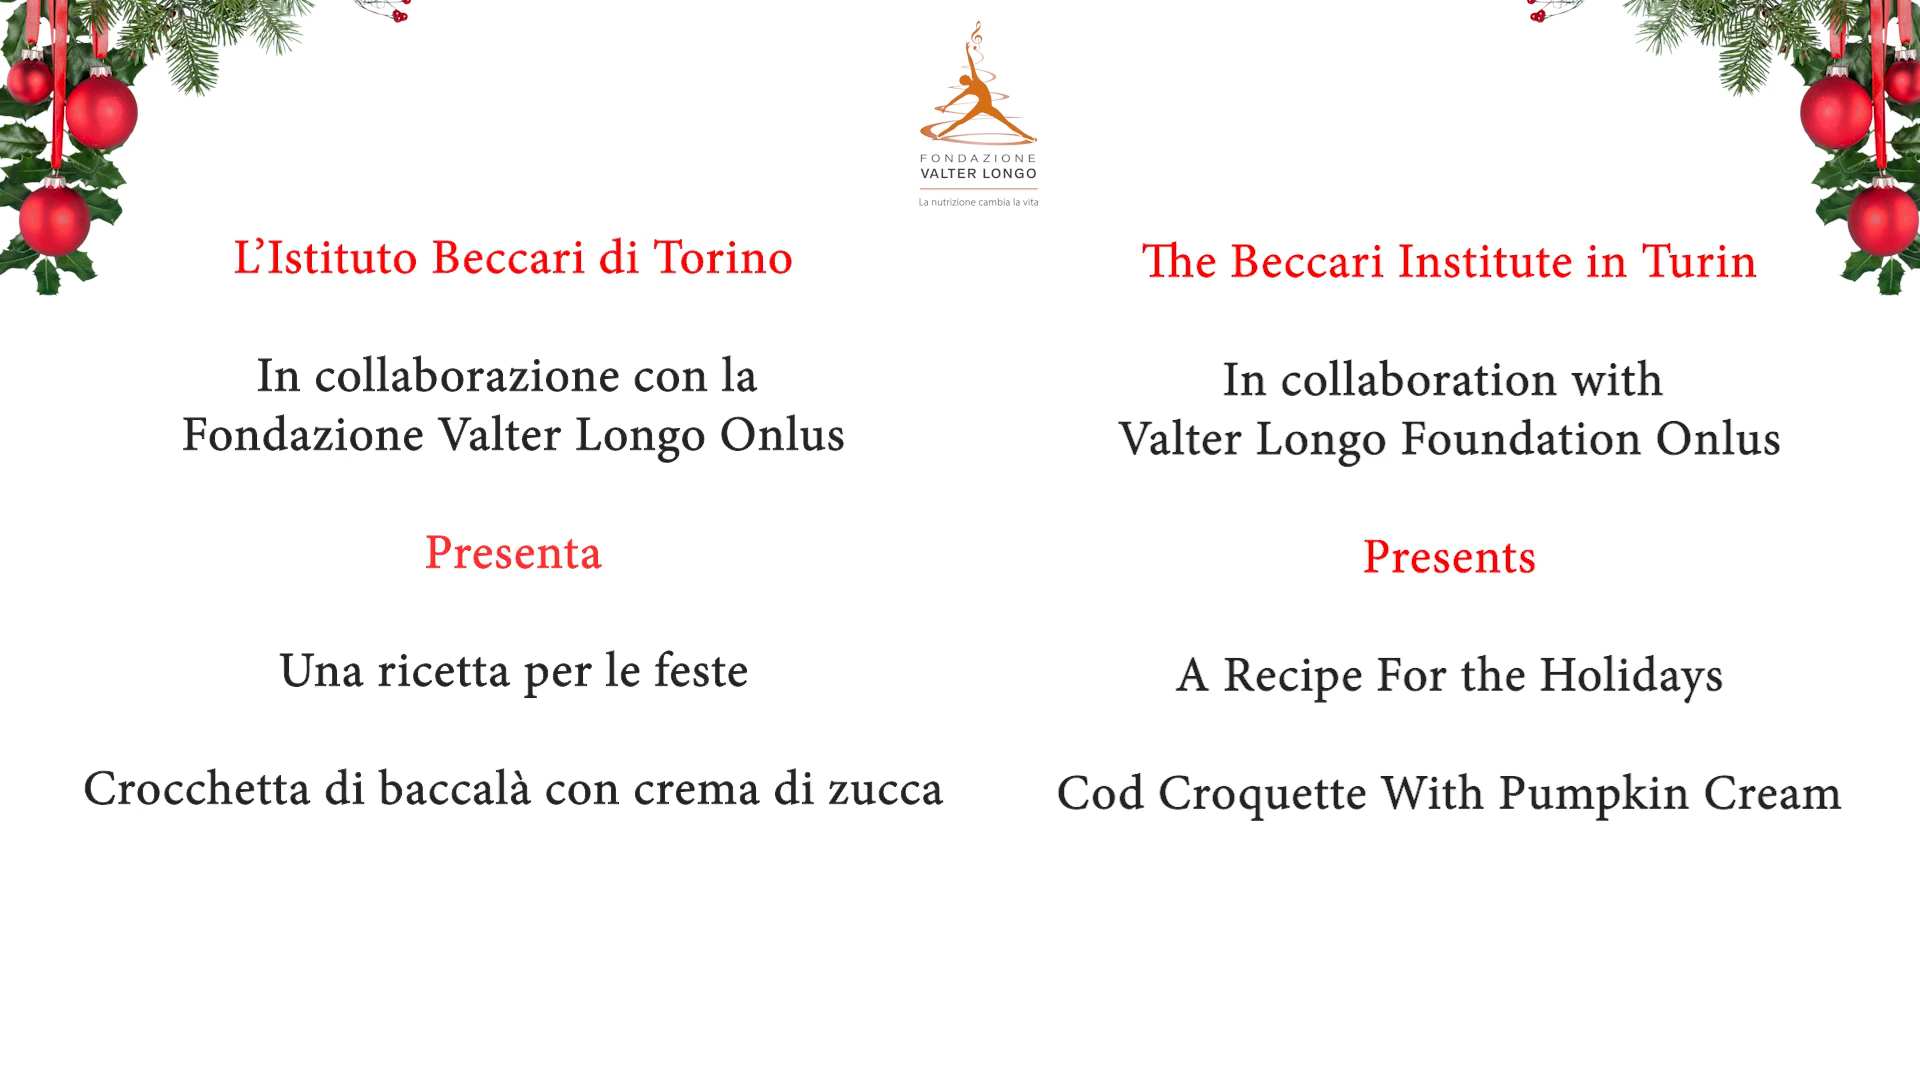 FONDAZIONE
VALTER LONGO
La nutrizione cambia la vita
L’Istituto Beccari di Torino
In collaborazione con la
Fondazione Valter Longo Onlus
Presenta
Una ricetta per le feste
Crocchetta di baccalà con crema di zucca
The Beccari Institute in Turin
In collaboration with
Valter Longo Foundation Onlus
Presents
A Recipe For the Holidays
Cod Croquette With Pumpkin Cream